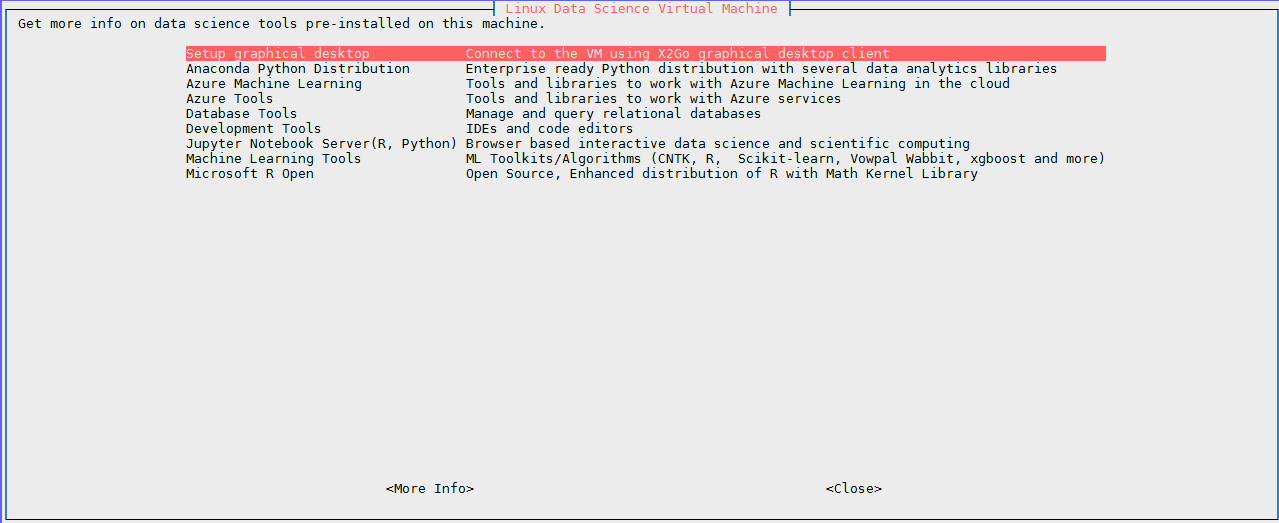 Linux Data Science Virtual Machine
Get more info on data science tools pre-installed on this machine.
Setup graphical desktop Connect to the VM using X2Go graphical desktop client
Anaconda Python Distribution Enterprise ready Python distribution with several data analytics libraries
Azure Machine Learning Tools and libraries to work with Azure Machine Learning in the cloud
Azure Tools Tools and libraries to work with Azure services
Database Tools Manage and query relational databases
Development Tools IDEs and code editors
Jupyter Notebook Server(R, Python) Browser based interactive data science and scientific computing
Machine Learning Tools ML Toolkits/Algorithms (CNTK, R,  Scikit-learn, Vowpal Wabbit, xgboost and more)
Microsoft R Open Open Source, Enhanced distribution of R with Math Kernel Library
<More Info> <Close>